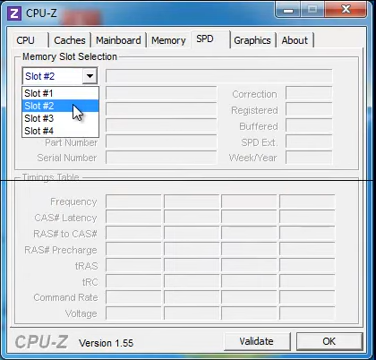 CPU-Z
CPU Caches Mainboard Memory SPD Graphics About
Memory Slot Selection
Slot #2
Slot #1
Slot #2
Slot #3
Slot #4
Correction
Registered
Buffered
Part Number SPD Ext.
Serial Number Week/Year
Timings Table
Frequency
CAS# Latency
RAS# to CAS#
RAS# Precharge
tRAS
tRC
Command Rate
Voltage
CPU-Z Version 1.55 Validate OK